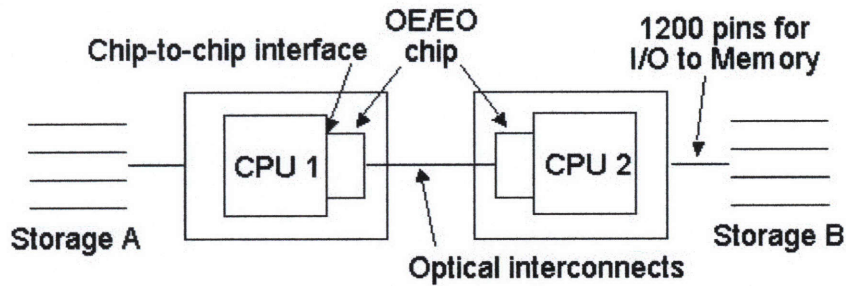 Chip-to-chip interface
OE/EO
chip
1200 pins for
I/O to Memory
CPU 1
CPU 2
Storage A
Storage B
Optical interconnects